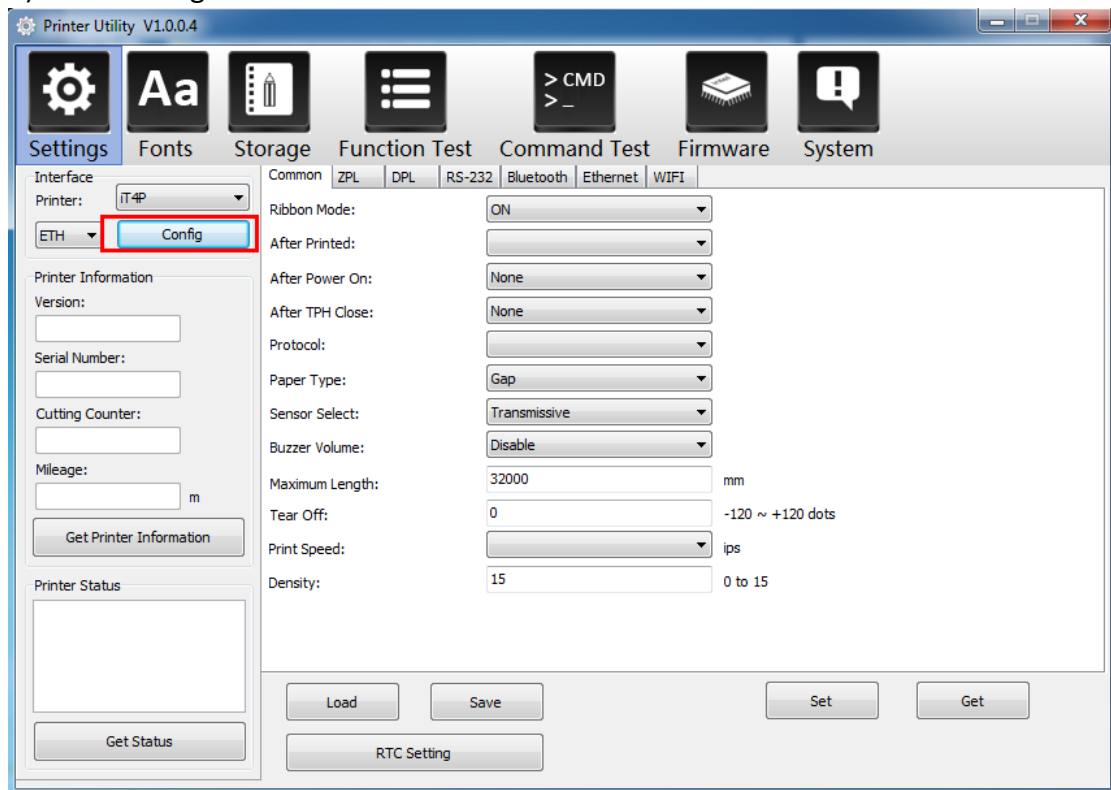 Printer Utility V1.0.0.4
Aa
> CMD
> _
Settings Fonts Storage Function Test Command Test Firmware System
Interface
Printer: iT4P
ETH Config
Printer Information
Version:
Serial Number:
Cutting Counter:
Mileage:
m
Get Printer Information
Printer Status
Get Status
Common ZPL DPL RS-232 Bluetooth Ethernet WIFI
Ribbon Mode: ON
After Printed:
After Power On: None
After TPH Close: None
Protocol:
Paper Type: Gap
Sensor Select: Transmissive
Buzzer Volume: Disable
Maximum Length: 32000 mm
Tear Off: 0 -120 ~ +120 dots
Print Speed: ips
Density: 15 0 to 15
Load Save Set Get
RTC Setting